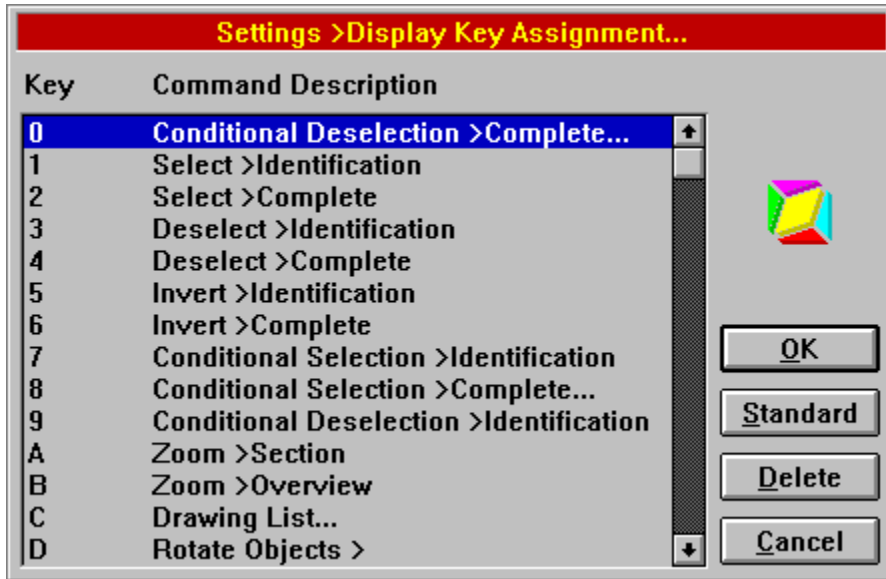 Settings >Display Key Assignment...
Key Command Description
0 Conditional Deselection >Complete...
1 Select >Identification
2 Select >Complete
3 Deselect >Identification
4 Deselect >Complete
5 Invert >Identification
6 Invert >Complete
7 Conditional Selection >Identification
8 Conditional Selection >Complete...
9 Conditional Deselection >Identification
A Zoom >Section
B Zoom >Overview
C Drawing List...
D Rotate Objects >
OK
Standard
Delete
Cancel